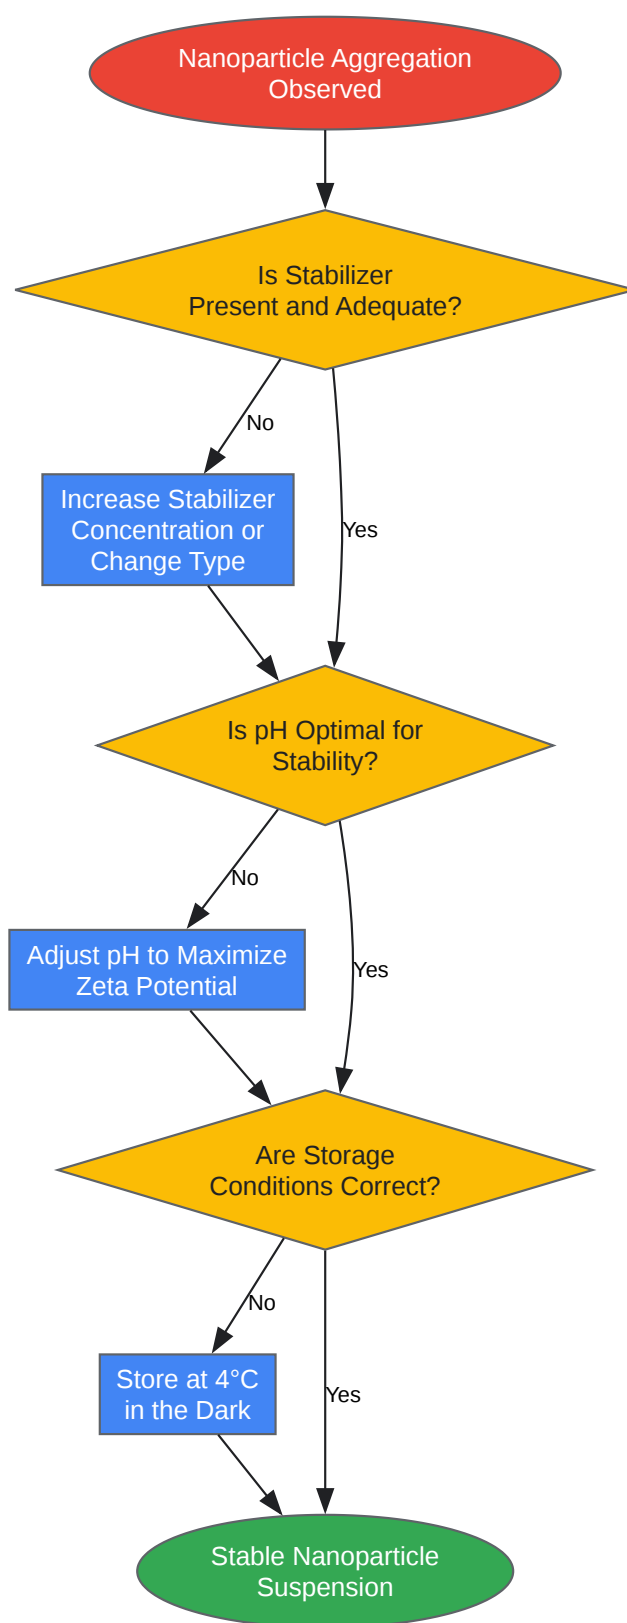 Nanoparticle Aggregation
Observed
Is Stabilizer
Present and Adequate?
No
Increase Stabilizer
Concentration or
Change Type
Yes
Is pH Optimal for
Stability?
No
Adjust pH to Maximize
Zeta Potential
Yes
Are Storage
Conditions Correct?
No
Store at 4°C
in the Dark
Yes
Stable Nanoparticle
Suspension